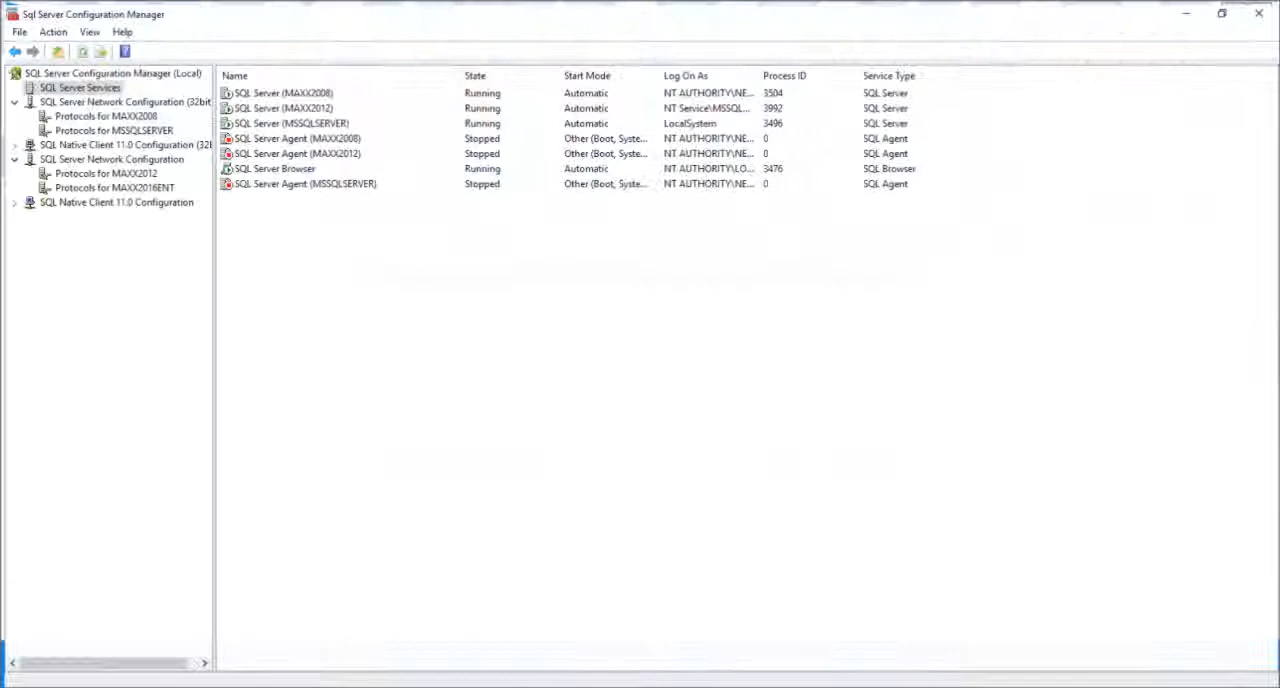 Sql Server Configuration Manager
File Action View Help
SQL Server Configuration Manager (Local)
SQL Server Services
SQL Server Network Configuration (32bit
Protocols for MAXX2008
Protocols for MSSQLSERVER
SQL Native Client 11.0 Configuration (32l
SQL Server Network Configuration
Protocols for MAXX2012
Protocols for MAXX2016ENT
SQL Native Client 11.0 Configuration
Name State Start Mode Log On As Process ID Service Type
SQL Server (MAXX2008) Running Automatic NT AUTHORITY\NE... 3504 SQL Server
SQL Server (MAXX2012) Running Automatic NT Service\MSSQL... 3992 SQL Server
SQL Server (MSSQLSERVER) Running Automatic LocalSystem 3496 SQL Server
SQL Server Agent (MAXX2008) Stopped Other (Boot, Syste... NT AUTHORITY\NE... 0 SQL Agent
SQL Server Agent (MAXX2012) Stopped Other (Boot, Syste... NT AUTHORITY\NE... 0 SQL Agent
SQL Server Browser Running Automatic NT AUTHORITY\LO... 3476 SQL Browser
SQL Server Agent (MSSQLSERVER) Stopped Other (Boot, Syste... NT AUTHORITY\NE... 0 SQL Agent